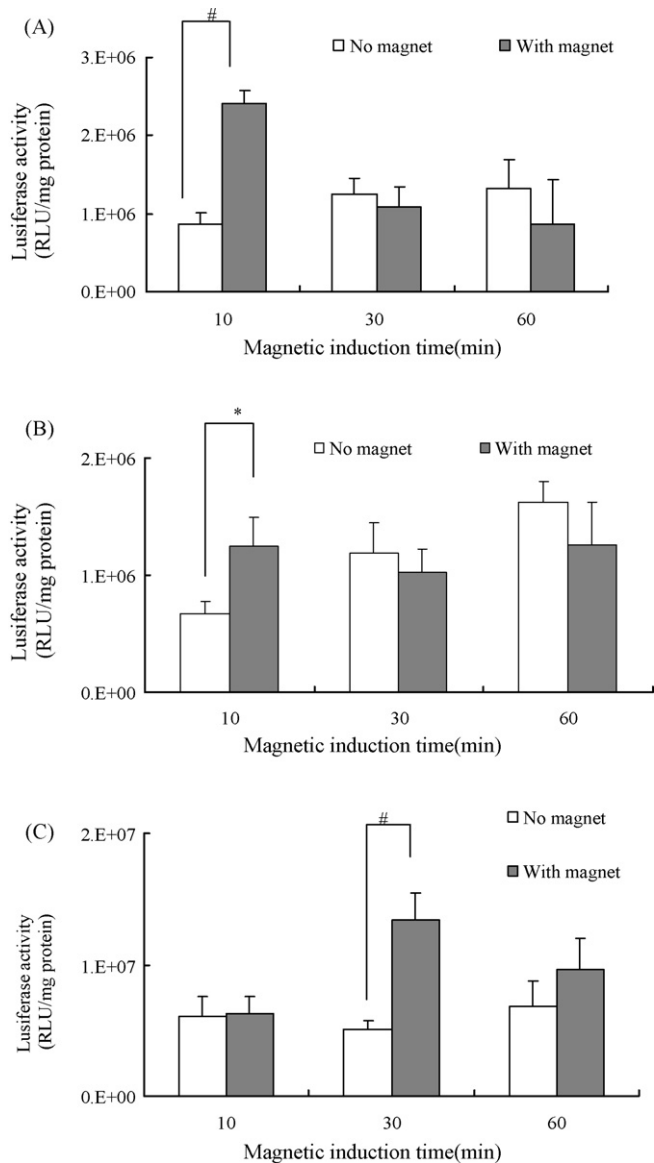 (A)
#
No magnet
With magnet
3.E+06
2.E+06
1.E+06
0.E+00
Lusiferase activity
(RLU/mg protein)
10
30
60
Magnetic induction time(min)
(B)
*
No magnet
With magnet
2.E+06
1.E+06
0.E+00
Lusiferase activity
(RLU/mg protein)
10
30
60
Magnetic induction time(min)
(C)
#
No magnet
With magnet
2.E+07
1.E+07
0.E+00
Lusiferase activity
(RLU/mg protein)
10
30
60
Magnetic induction time(min)